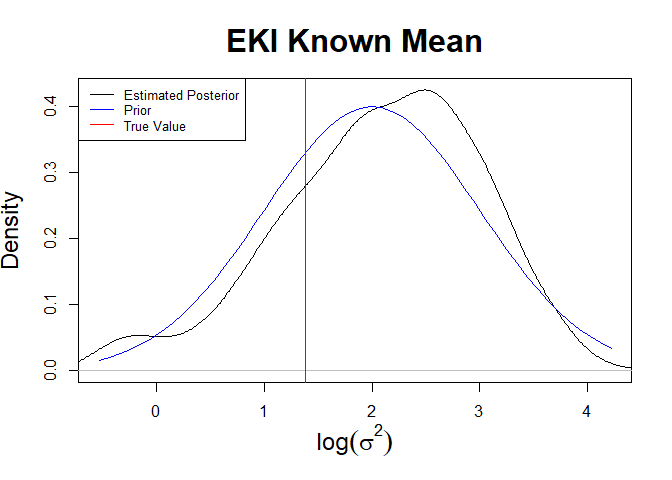 EKI Known Mean
Estimated Posterior
Prior
True Value
Density
0.0
0.1
0.2
0.3
0.4
0 1 2 3 4
log(σ²)